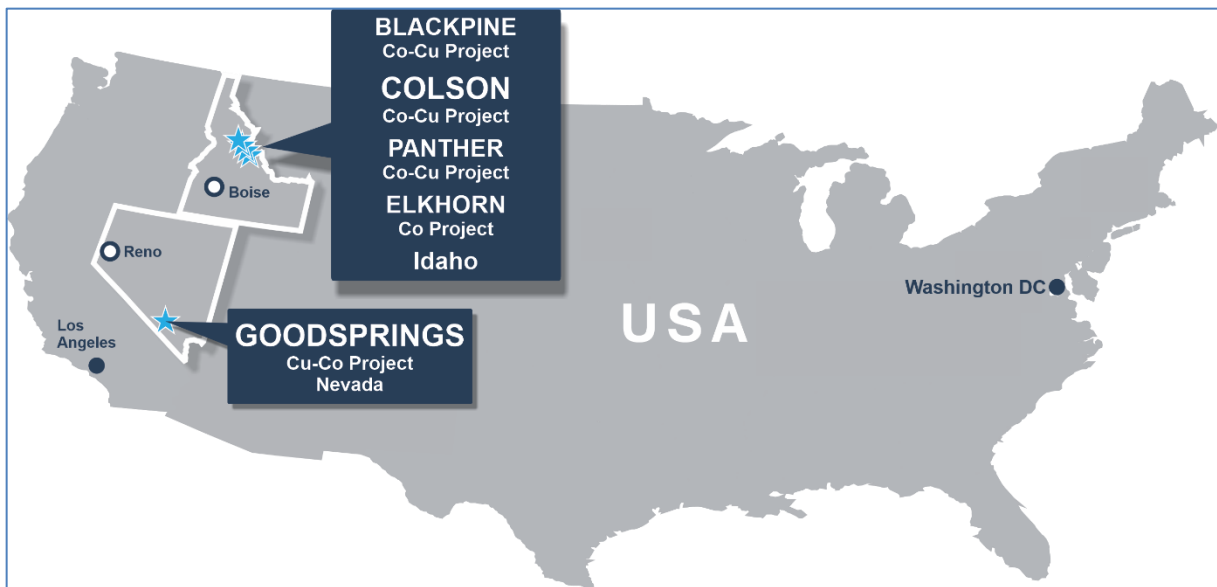 BLACKPINE
Co-Cu Project
COLSON
Co-Cu Project
PANTHER
Co-Cu Project
ELKHORN
Co Project
Idaho
Boise
Reno
Los
Angeles
GOODSPRINGS
Cu-Co Project
Nevada
USA
Washington DC